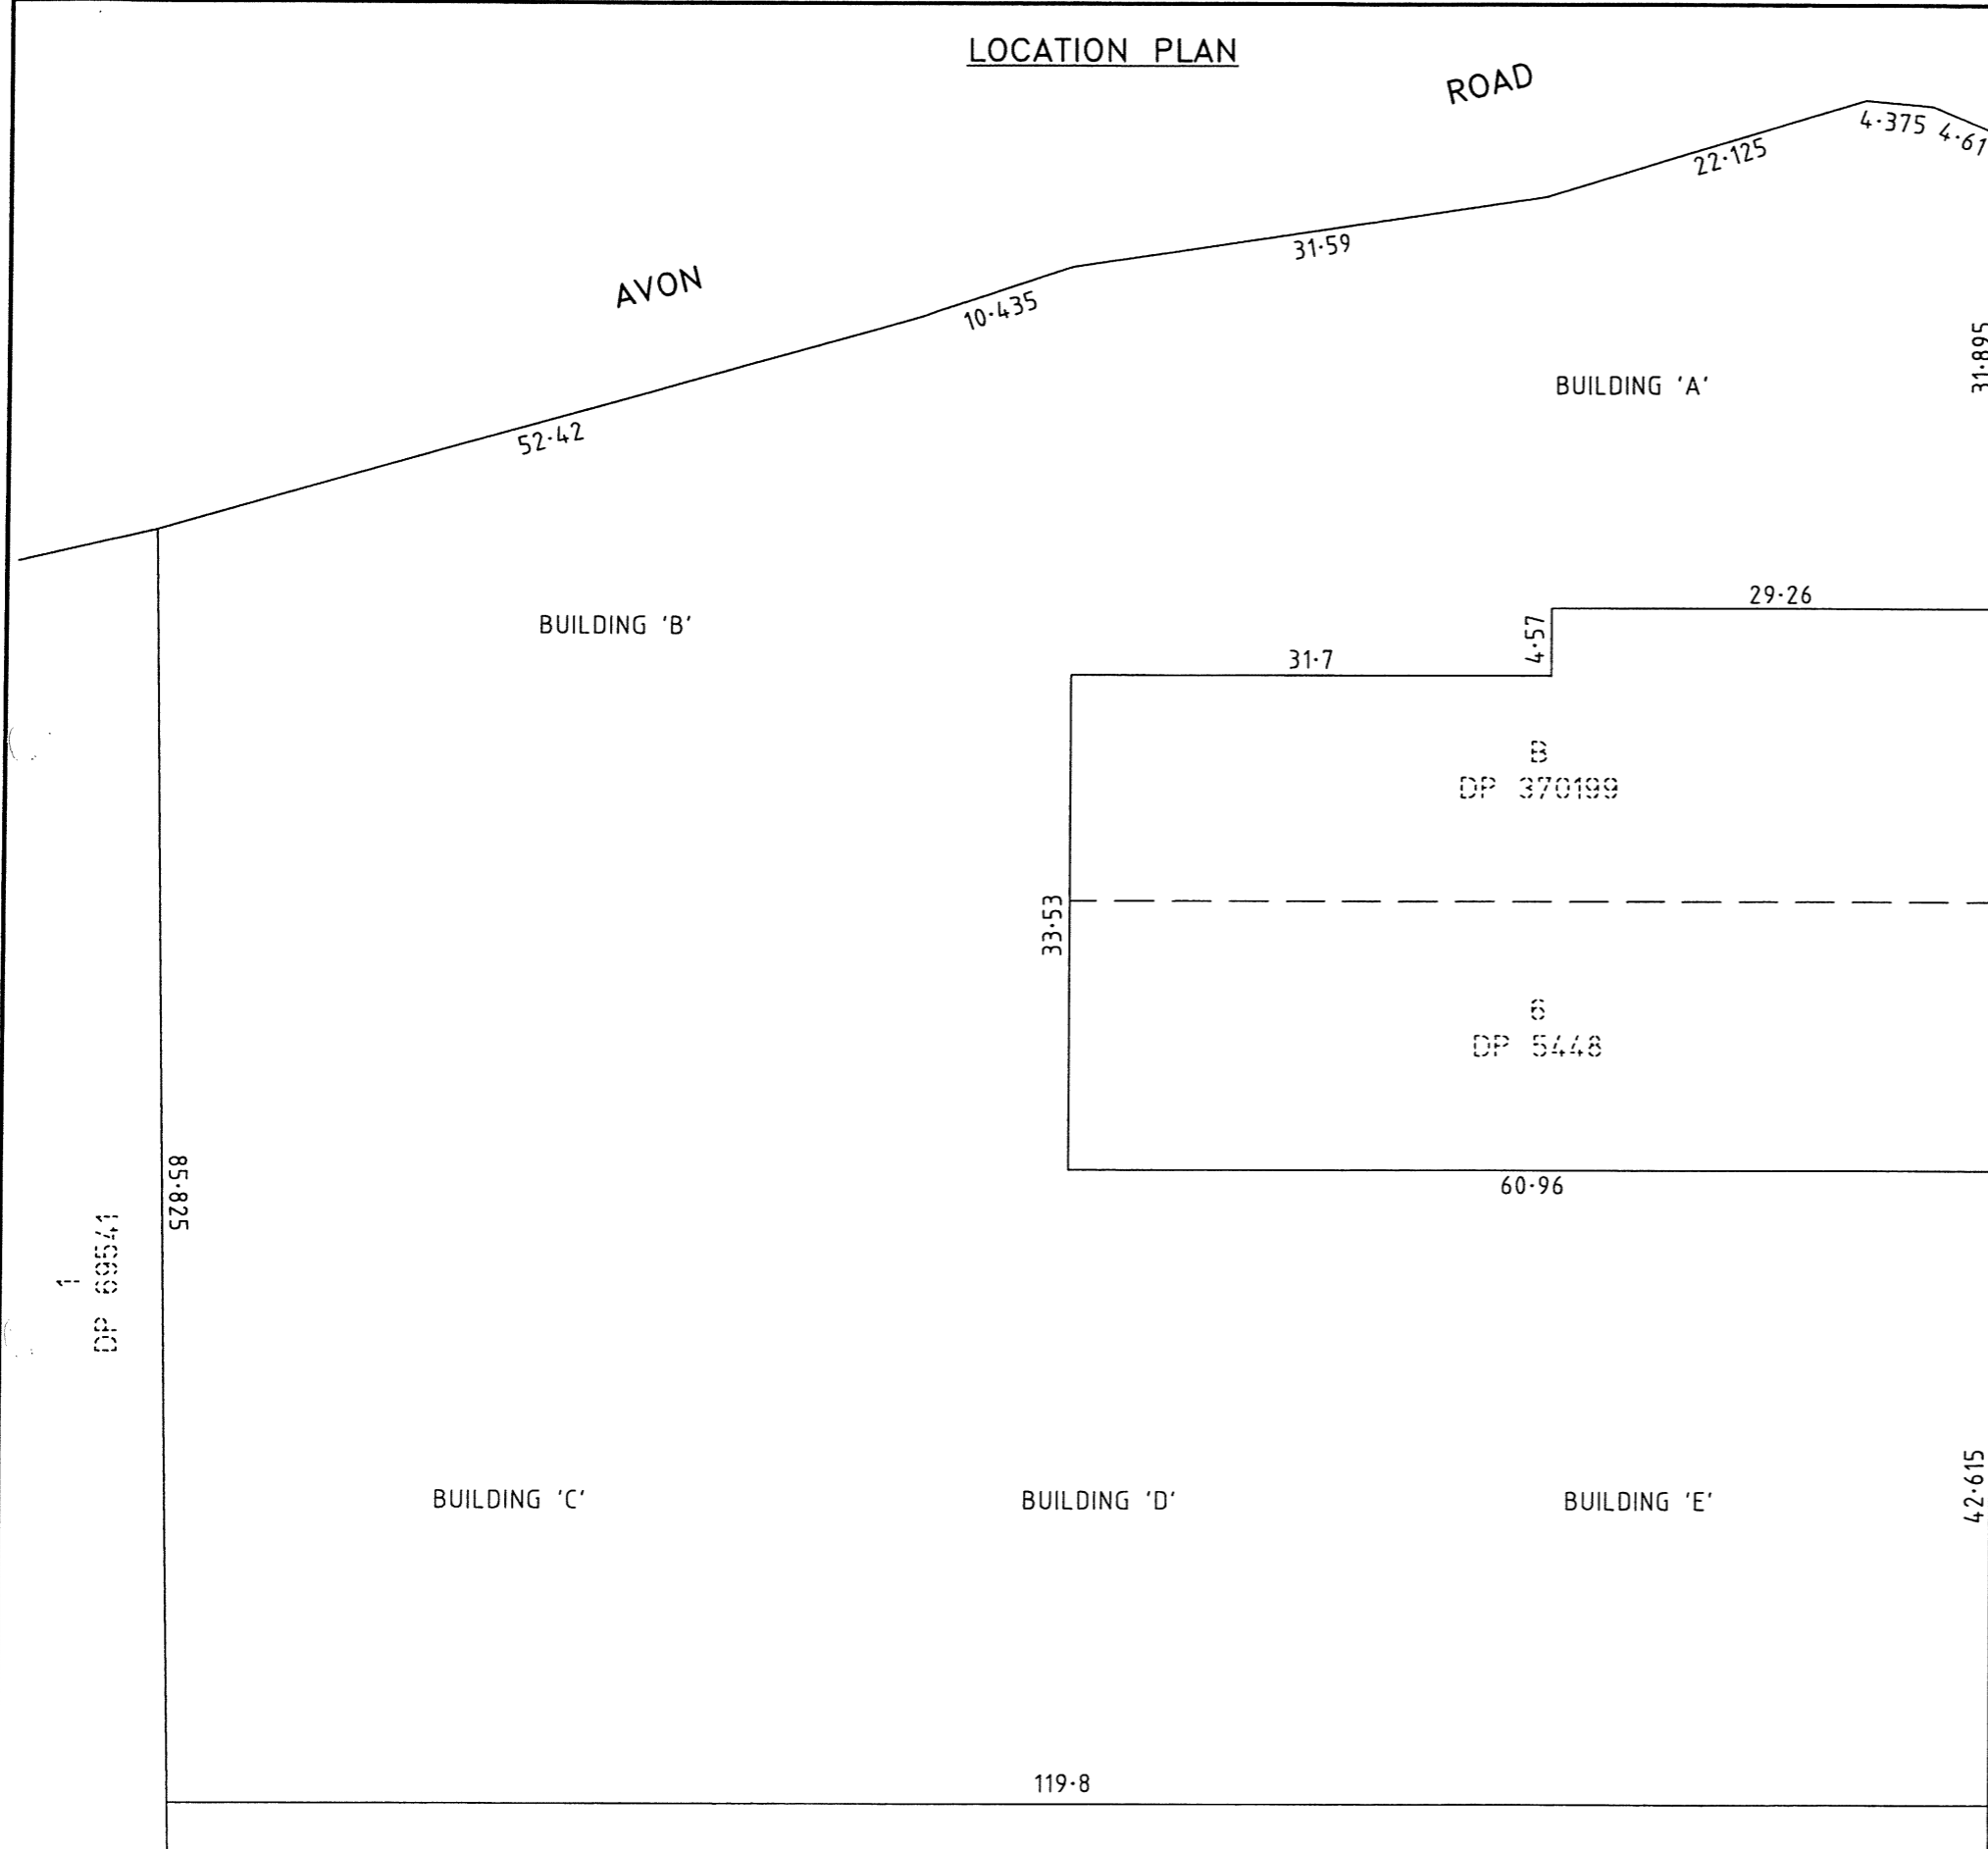 LOCATION PLAN
ROAD
4·375
4·61
22·125
31·59
AVON
10·435
31·895
BUILDING 'A'
52·42
29·26
BUILDING 'B'
4·57
31·7
B
DP 370199
33·53
6
DP 5448
85·825
60·96
1
DP 69541
42·615
BUILDING 'C'
BUILDING 'D'
BUILDING 'E'
119·8